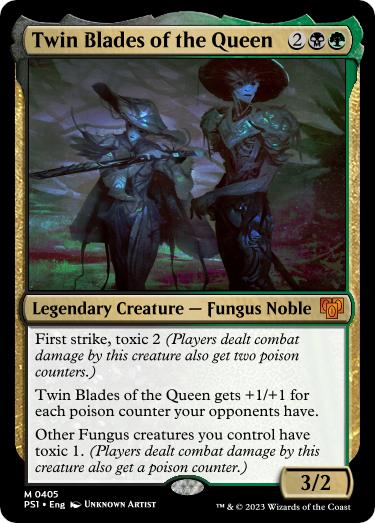 Twin Blades of the Queen 2
Legendary Creature — Fungus Noble
First strike, toxic 2 (Players dealt combat
damage by this creature also get two poison
counters.)
Twin Blades of the Queen gets +1/+1 for
each poison counter your opponents have.
Other Fungus creatures you control have
toxic 1. (Players dealt combat damage by this
creature also get a poison counter.)
3/2
M 0405
PS1 • Eng Unknown Artist
™ & © 2023 Wizards of the Coast